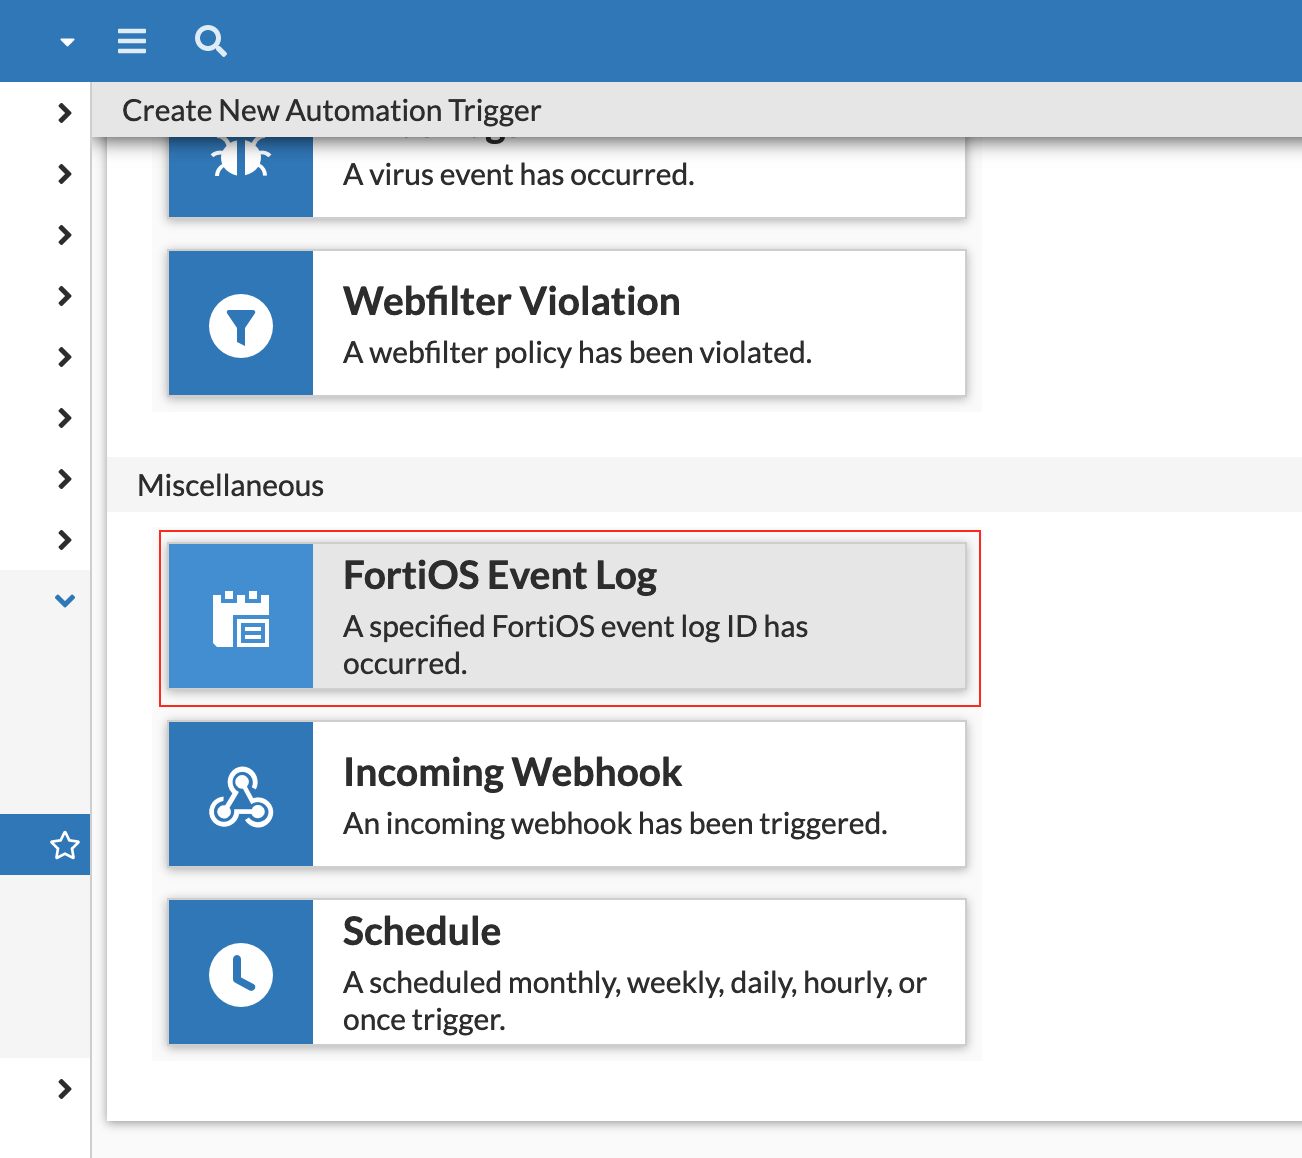 Create New Automation Trigger
A virus event has occurred.
Webfilter Violation
A webfilter policy has been violated.
Miscellaneous
FortiOS Event Log
A specified FortiOS event log ID has
occurred.
Incoming Webhook
An incoming webhook has been triggered.
Schedule
A scheduled monthly, weekly, daily, hourly, or
once trigger.